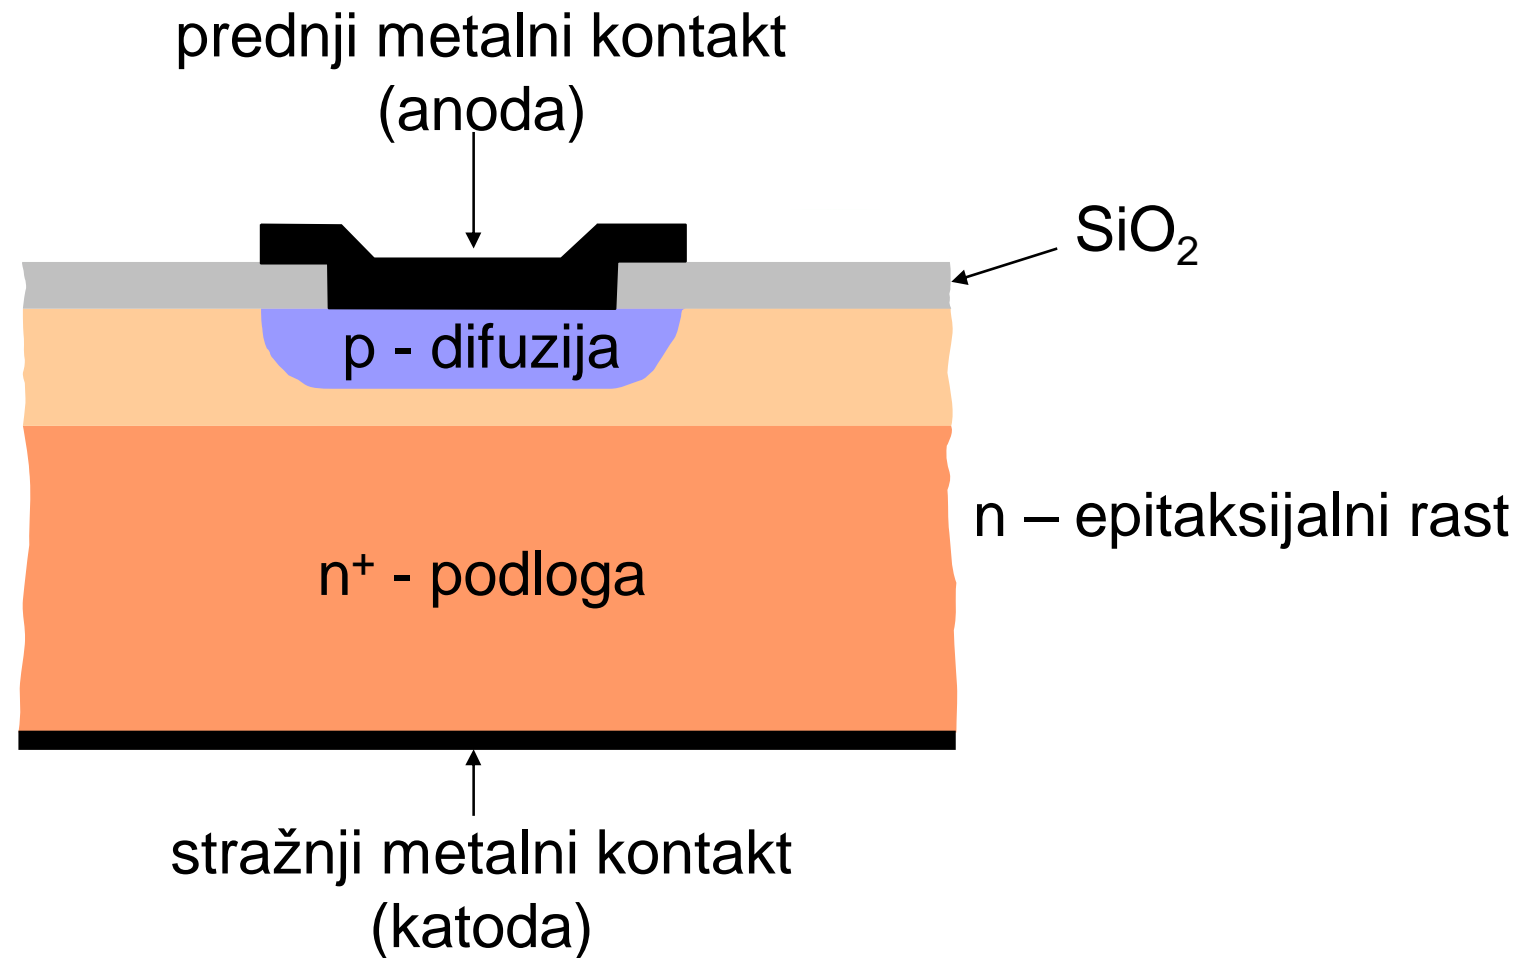 prednji metalni kontakt
(anoda)
SiO₂
p - difuzija
n – epitaksijalni rast
n⁺ - podloga
stražnji metalni kontakt
(katoda)